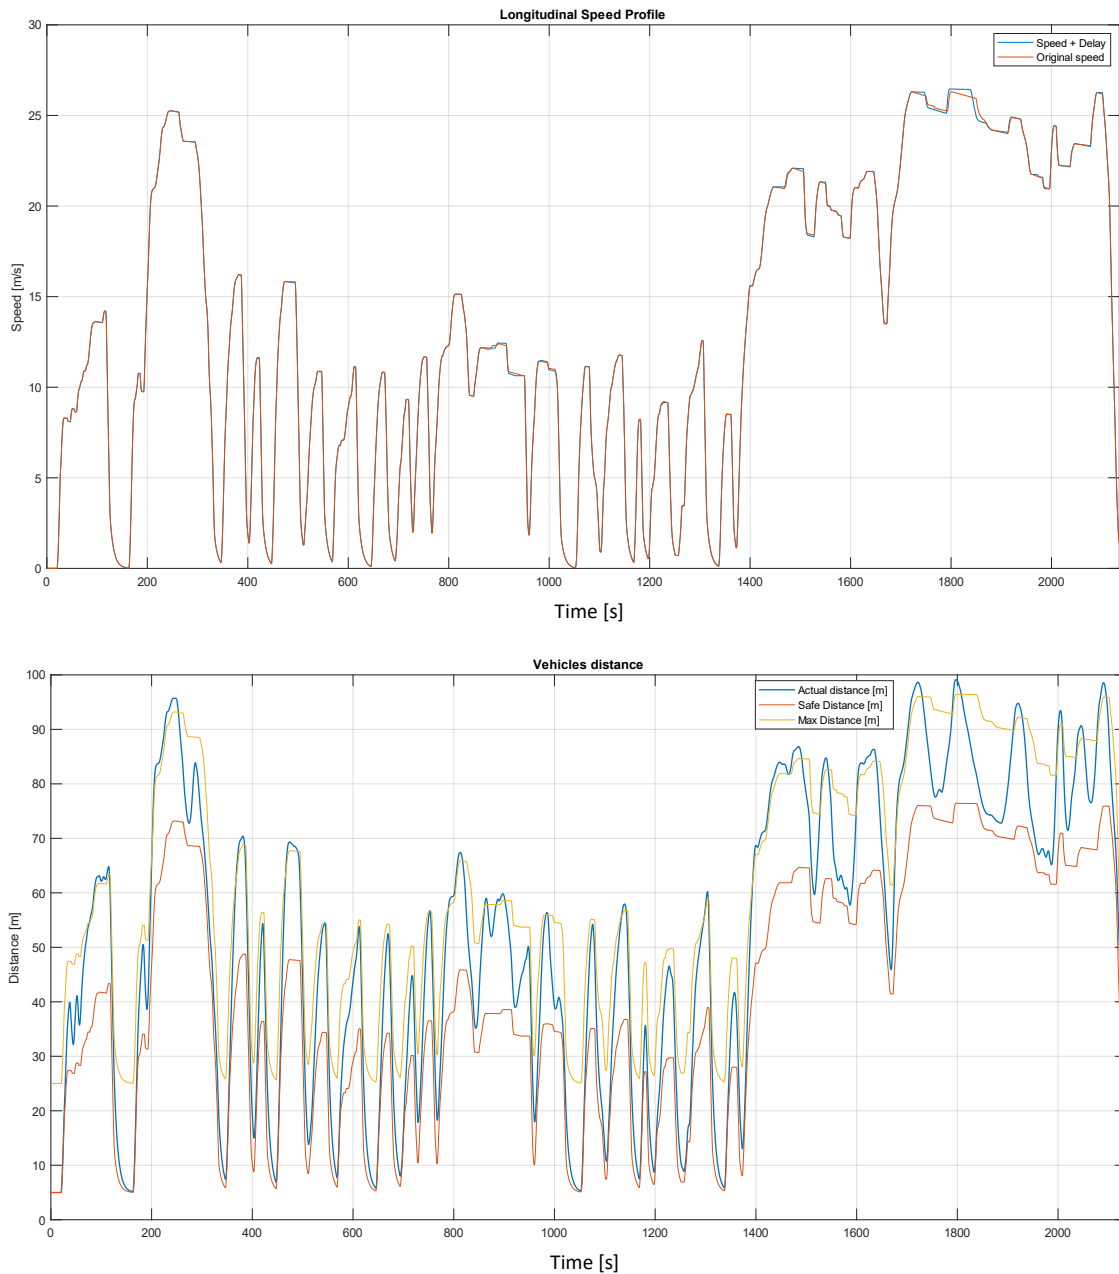 Longitudinal Speed Profile
30
25
20
15
10
5
0
Speed [m/s]
Speed + Delay
Original speed
0 200 400 600 800 1000 1200 1400 1600 1800 2000
Time [s]
Vehicles distance
100
90
80
70
60
50
40
30
20
10
0
Distance [m]
Actual distance [m]
Safe Distance [m]
Max Distance [m]
0 200 400 600 800 1000 1200 1400 1600 1800 2000
Time [s]